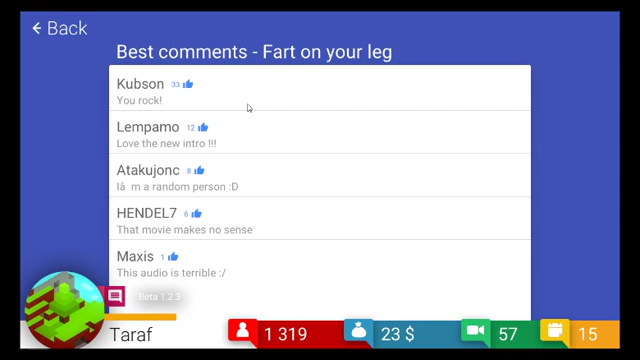 Back
Best comments - Fart on your leg
Kubson 33
You rock!
Lempamo 12
Love the new intro !!!
Atakujonc 8
Iâ m a random person :D
HENDEL7 6
That movie makes no sense
Maxis 1
This audio is terrible :/
Beta 1.2.3
Taraf 1 319 23 $ 57 15